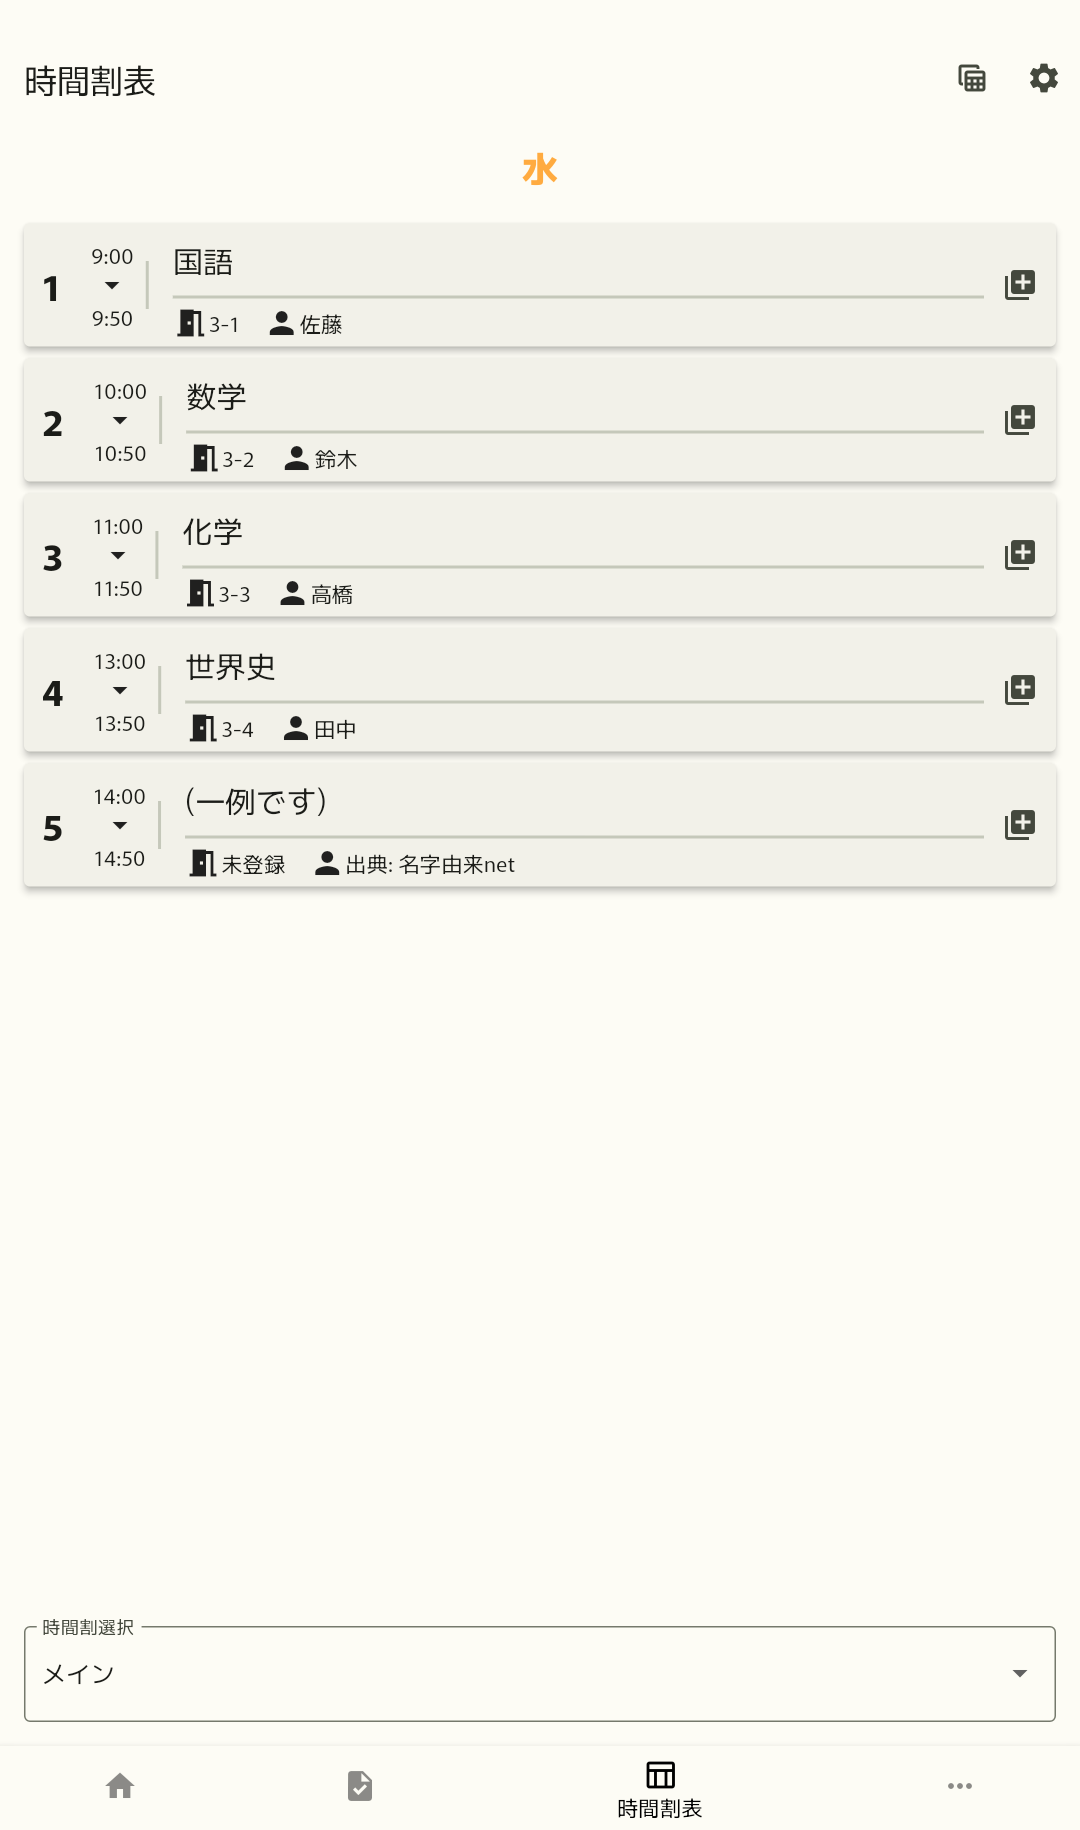 時間割表
水
1
9:00
9:50
国語
3-1 佐藤
2
10:00
10:50
数学
3-2 鈴木
3
11:00
11:50
化学
3-3 高橋
4
13:00
13:50
世界史
3-4 田中
5
14:00
14:50
(一例です)
未登録 出典: 名字由来net
時間割選択
メイン
時間割表